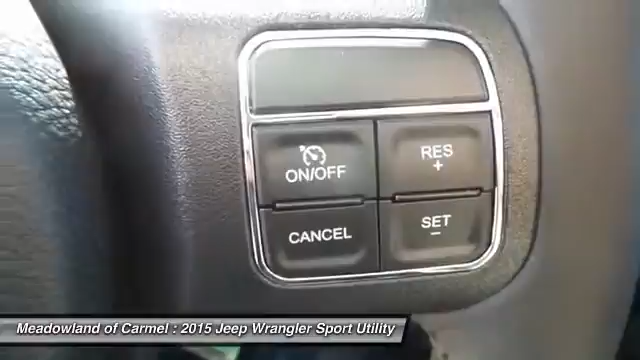 ON/OFF
RES
+
CANCEL
SET
−
Meadowland of Carmel : 2015 Jeep Wrangler Sport Utility